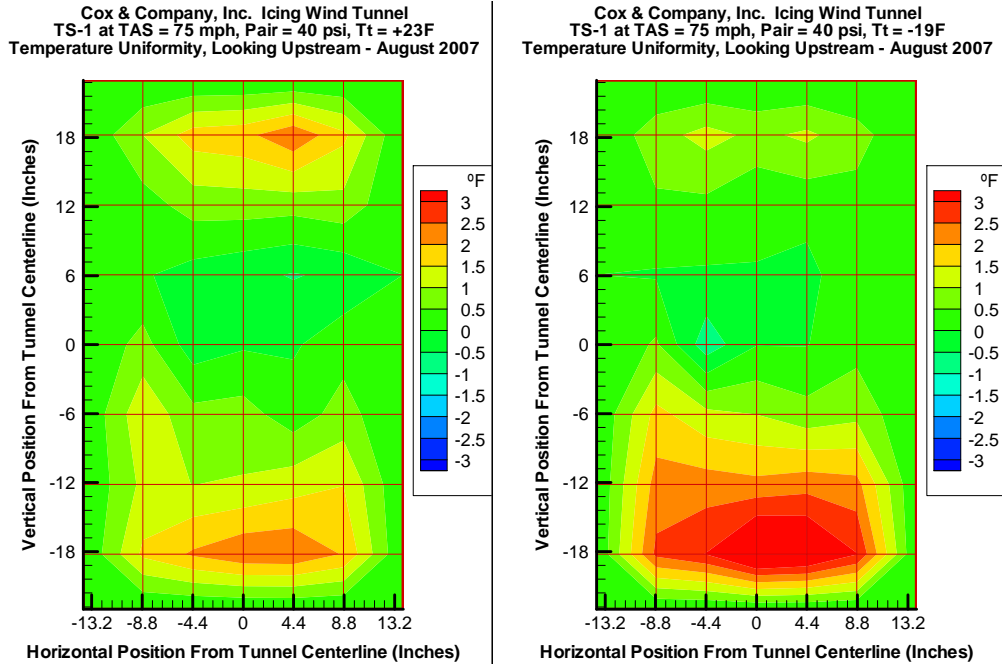 Cox & Company, Inc. Icing Wind Tunnel
TS-1 at TAS = 75 mph, Pair = 40 psi, Tt = +23F
Temperature Uniformity, Looking Upstream - August 2007
Vertical Position From Tunnel Centerline (Inches)
18
12
6
0
-6
-12
-18
-13.2 -8.8 -4.4 0 4.4 8.8 13.2
Horizontal Position From Tunnel Centerline (Inches)
ºF
3
2.5
2
1.5
1
0.5
0
-0.5
-1
-1.5
-2
-2.5
-3
Cox & Company, Inc. Icing Wind Tunnel
TS-1 at TAS = 75 mph, Pair = 40 psi, Tt = -19F
Temperature Uniformity, Looking Upstream - August 2007
Vertical Position From Tunnel Centerline (Inches)
18
12
6
0
-6
-12
-18
-13.2 -8.8 -4.4 0 4.4 8.8 13.2
Horizontal Position From Tunnel Centerline (Inches)
ºF
3
2.5
2
1.5
1
0.5
0
-0.5
-1
-1.5
-2
-2.5
-3